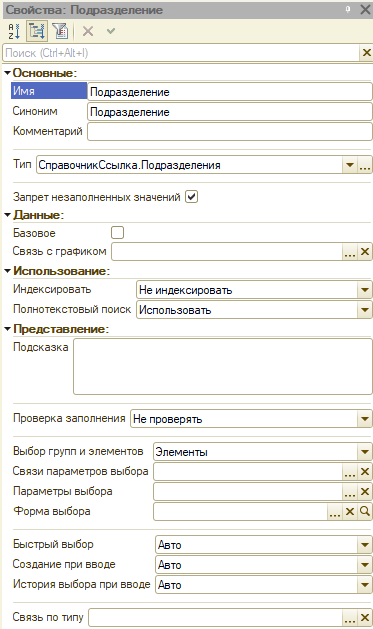 Свойства: Подразделение
Поиск (Ctrl+Alt+I)
Основные:
Имя Подразделение
Синоним Подразделение
Комментарий
Тип СправочникСсылка.Подразделения
Запрет незаполненных значений
Данные:
Базовое
Связь с графиком
Использование:
Индексировать Не индексировать
Полнотекстовый поиск Использовать
Представление:
Подсказка
Проверка заполнения Не проверять
Выбор групп и элементов Элементы
Связи параметров выбора
Параметры выбора
Форма выбора
Быстрый выбор Авто
Создание при вводе Авто
История выбора при вводе Авто
Связь по типу